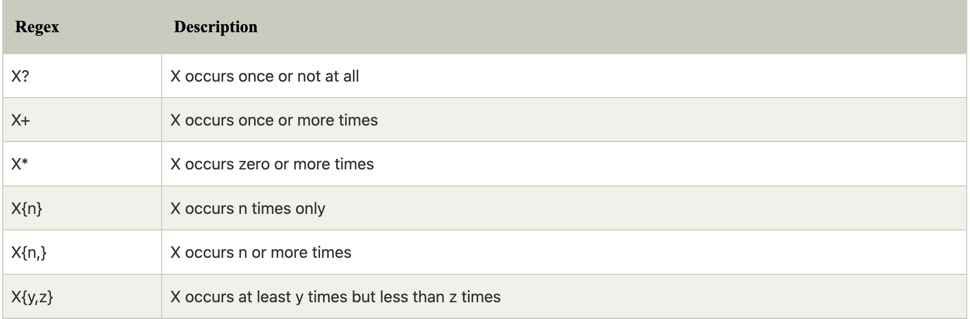 Regex Description
X? X occurs once or not at all
X+ X occurs once or more times
X* X occurs zero or more times
X{n} X occurs n times only
X{n,} X occurs n or more times
X{y,z} X occurs at least y times but less than z times